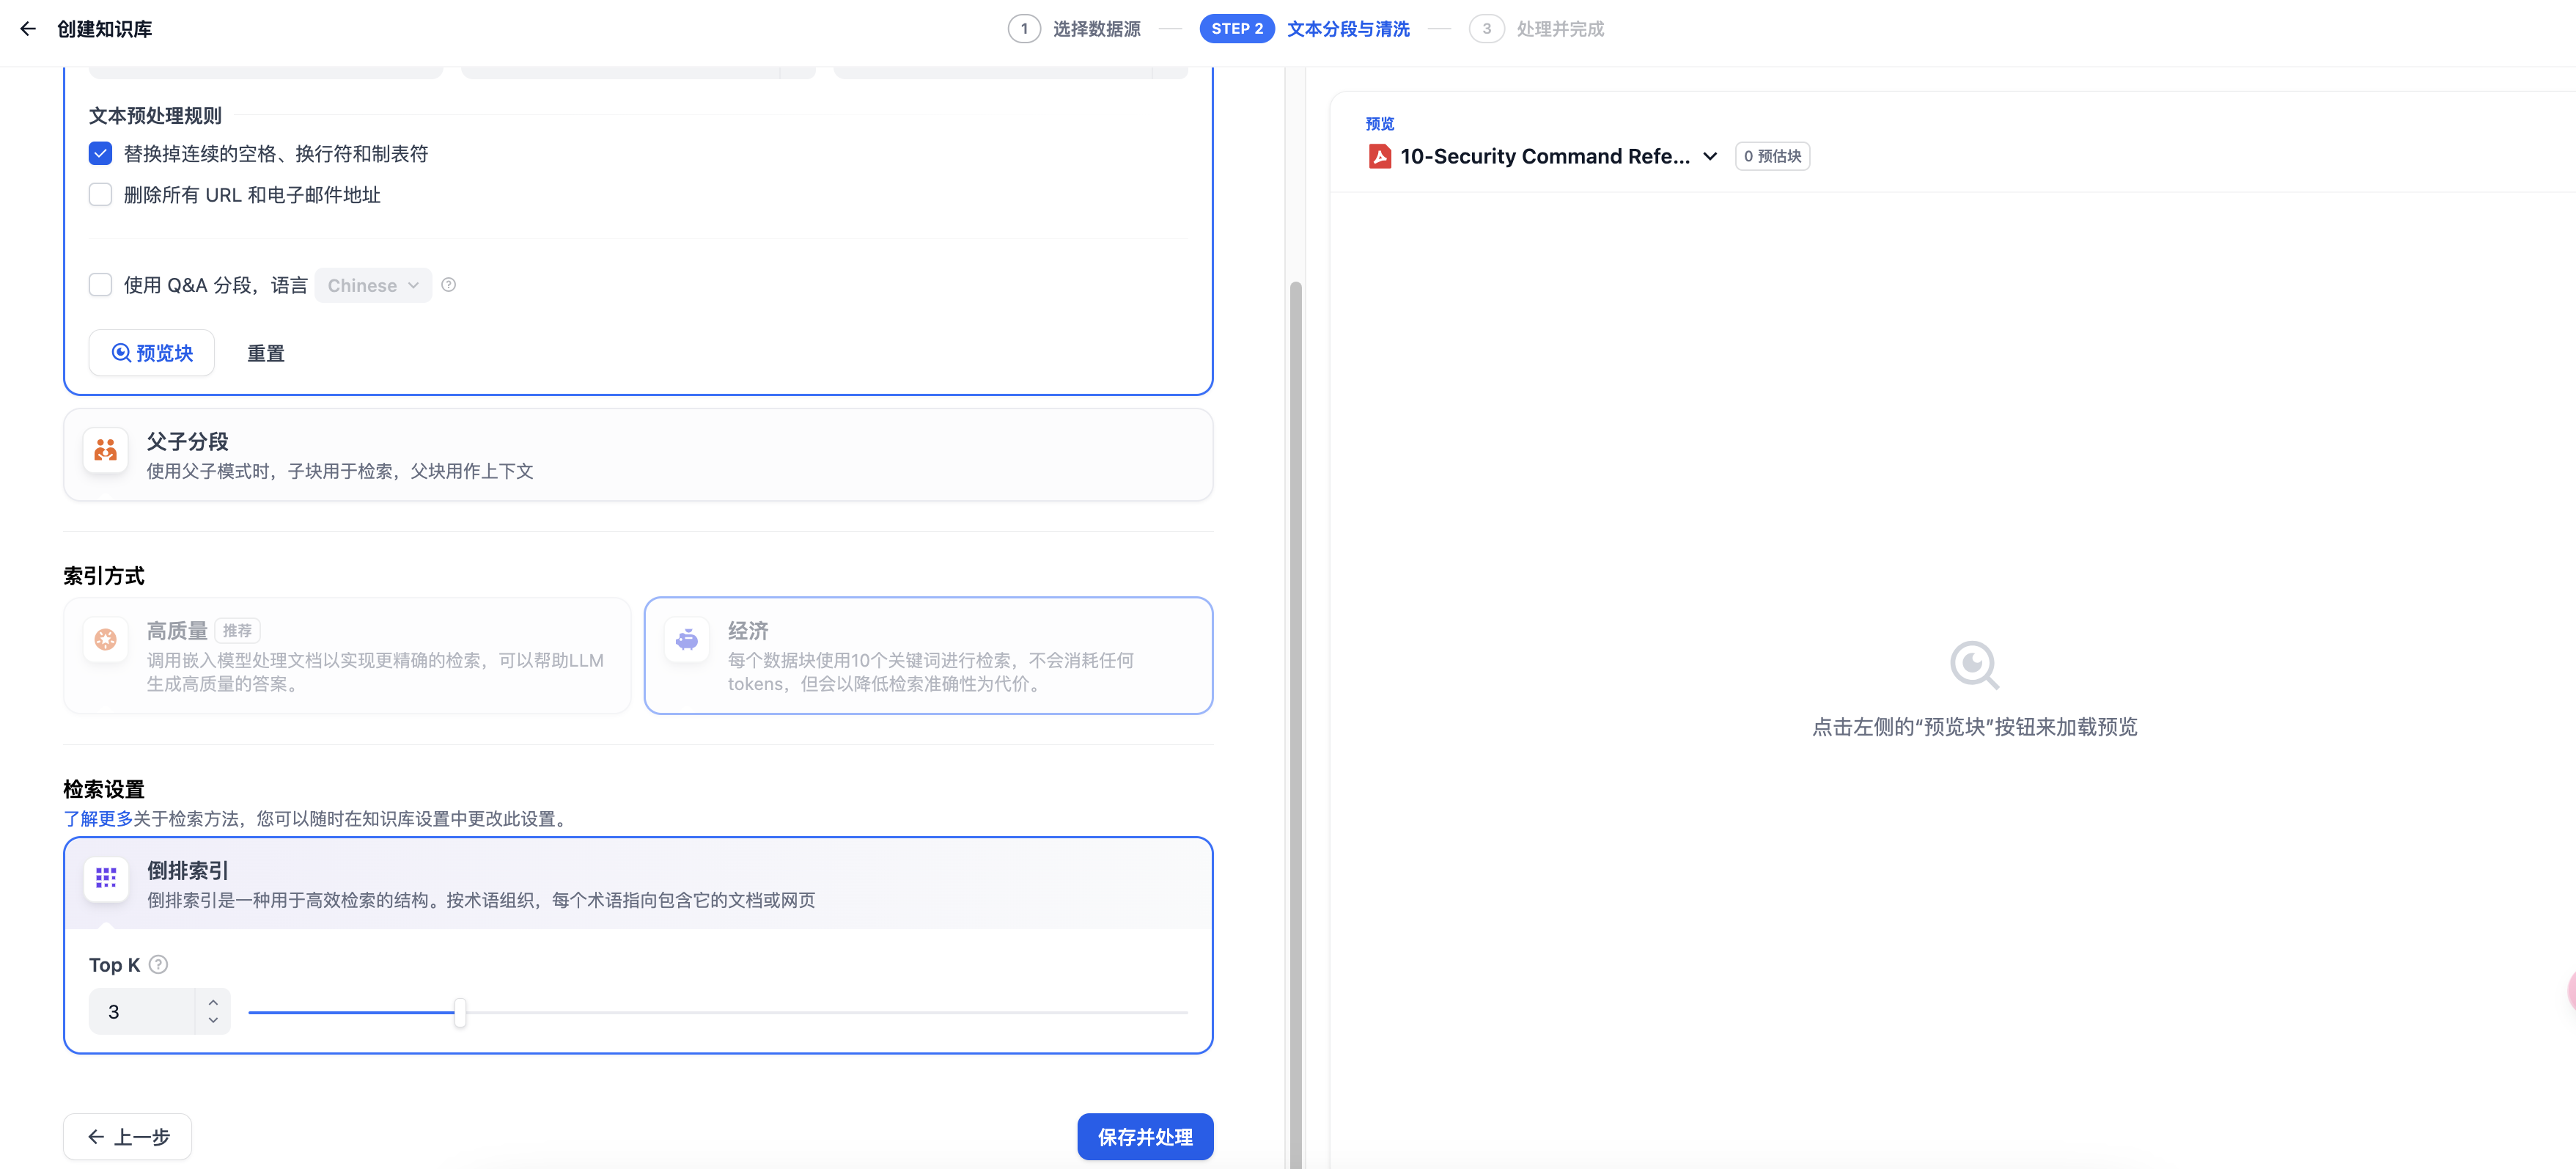 创建知识库
1 选择数据源
STEP 2 文本分段与清洗
3 处理并完成
文本预处理规则
替换掉连续的空格、换行符和制表符
删除所有 URL 和电子邮件地址
使用 Q&A 分段，语言 Chinese
预览块 重置
父子分段
使用父子模式时，子块用于检索，父块用作上下文
索引方式
高质量 推荐
调用嵌入模型处理文档以实现更精确的检索，可以帮助LLM
生成高质量的答案。
经济
每个数据块使用10个关键词进行检索，不会消耗任何
tokens，但会以降低检索准确性为代价。
检索设置
了解更多关于检索方法，您可以随时在知识库设置中更改此设置。
倒排索引
倒排索引是一种用于高效检索的结构。按术语组织，每个术语指向包含它的文档或网页
Top K
3
上一步
保存并处理
预览
10-Security Command Refe... 0 预估块
点击左侧的“预览块”按钮来加载预览